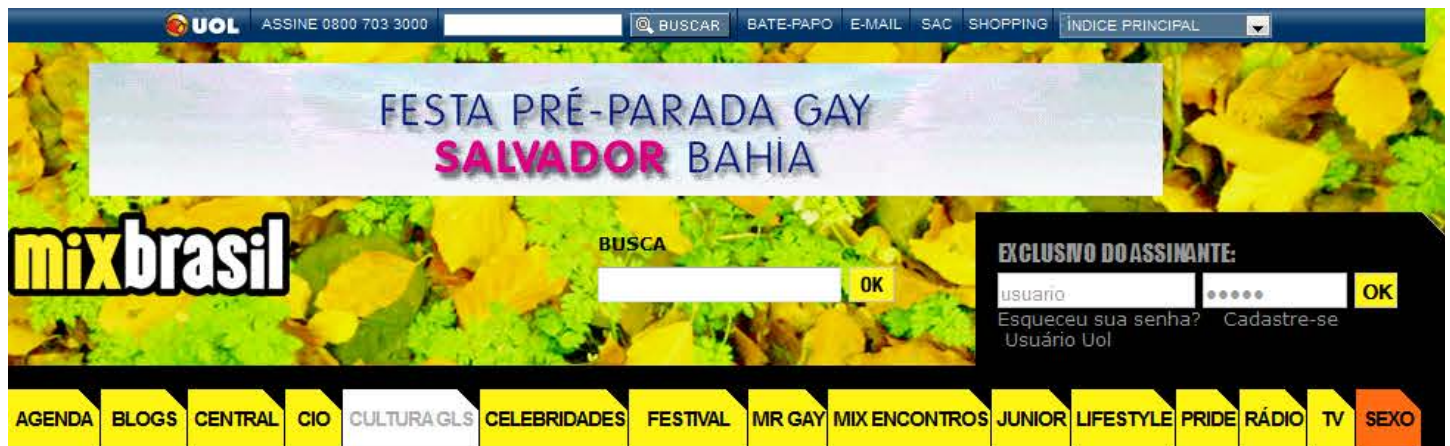 UOL ASSINE 0800 703 3000 BUSCAR BATE-PAPO E-MAIL SAC SHOPPING ÍNDICE PRINCIPAL
FESTA PRÉ-PARADA GAY
SALVADOR BAHIA
mixbrasil
BUSCA
OK
EXCLUSIVO DO ASSINANTE:
usuario ●●●●● OK
Esqueceu sua senha? Cadastre-se
Usuário Uol
AGENDA BLOGS CENTRAL CIO CULTURA GLS CELEBRIDADES FESTIVAL MR GAY MIX ENCONTROS JUNIOR LIFESTYLE PRIDE RÁDIO TV SEXO